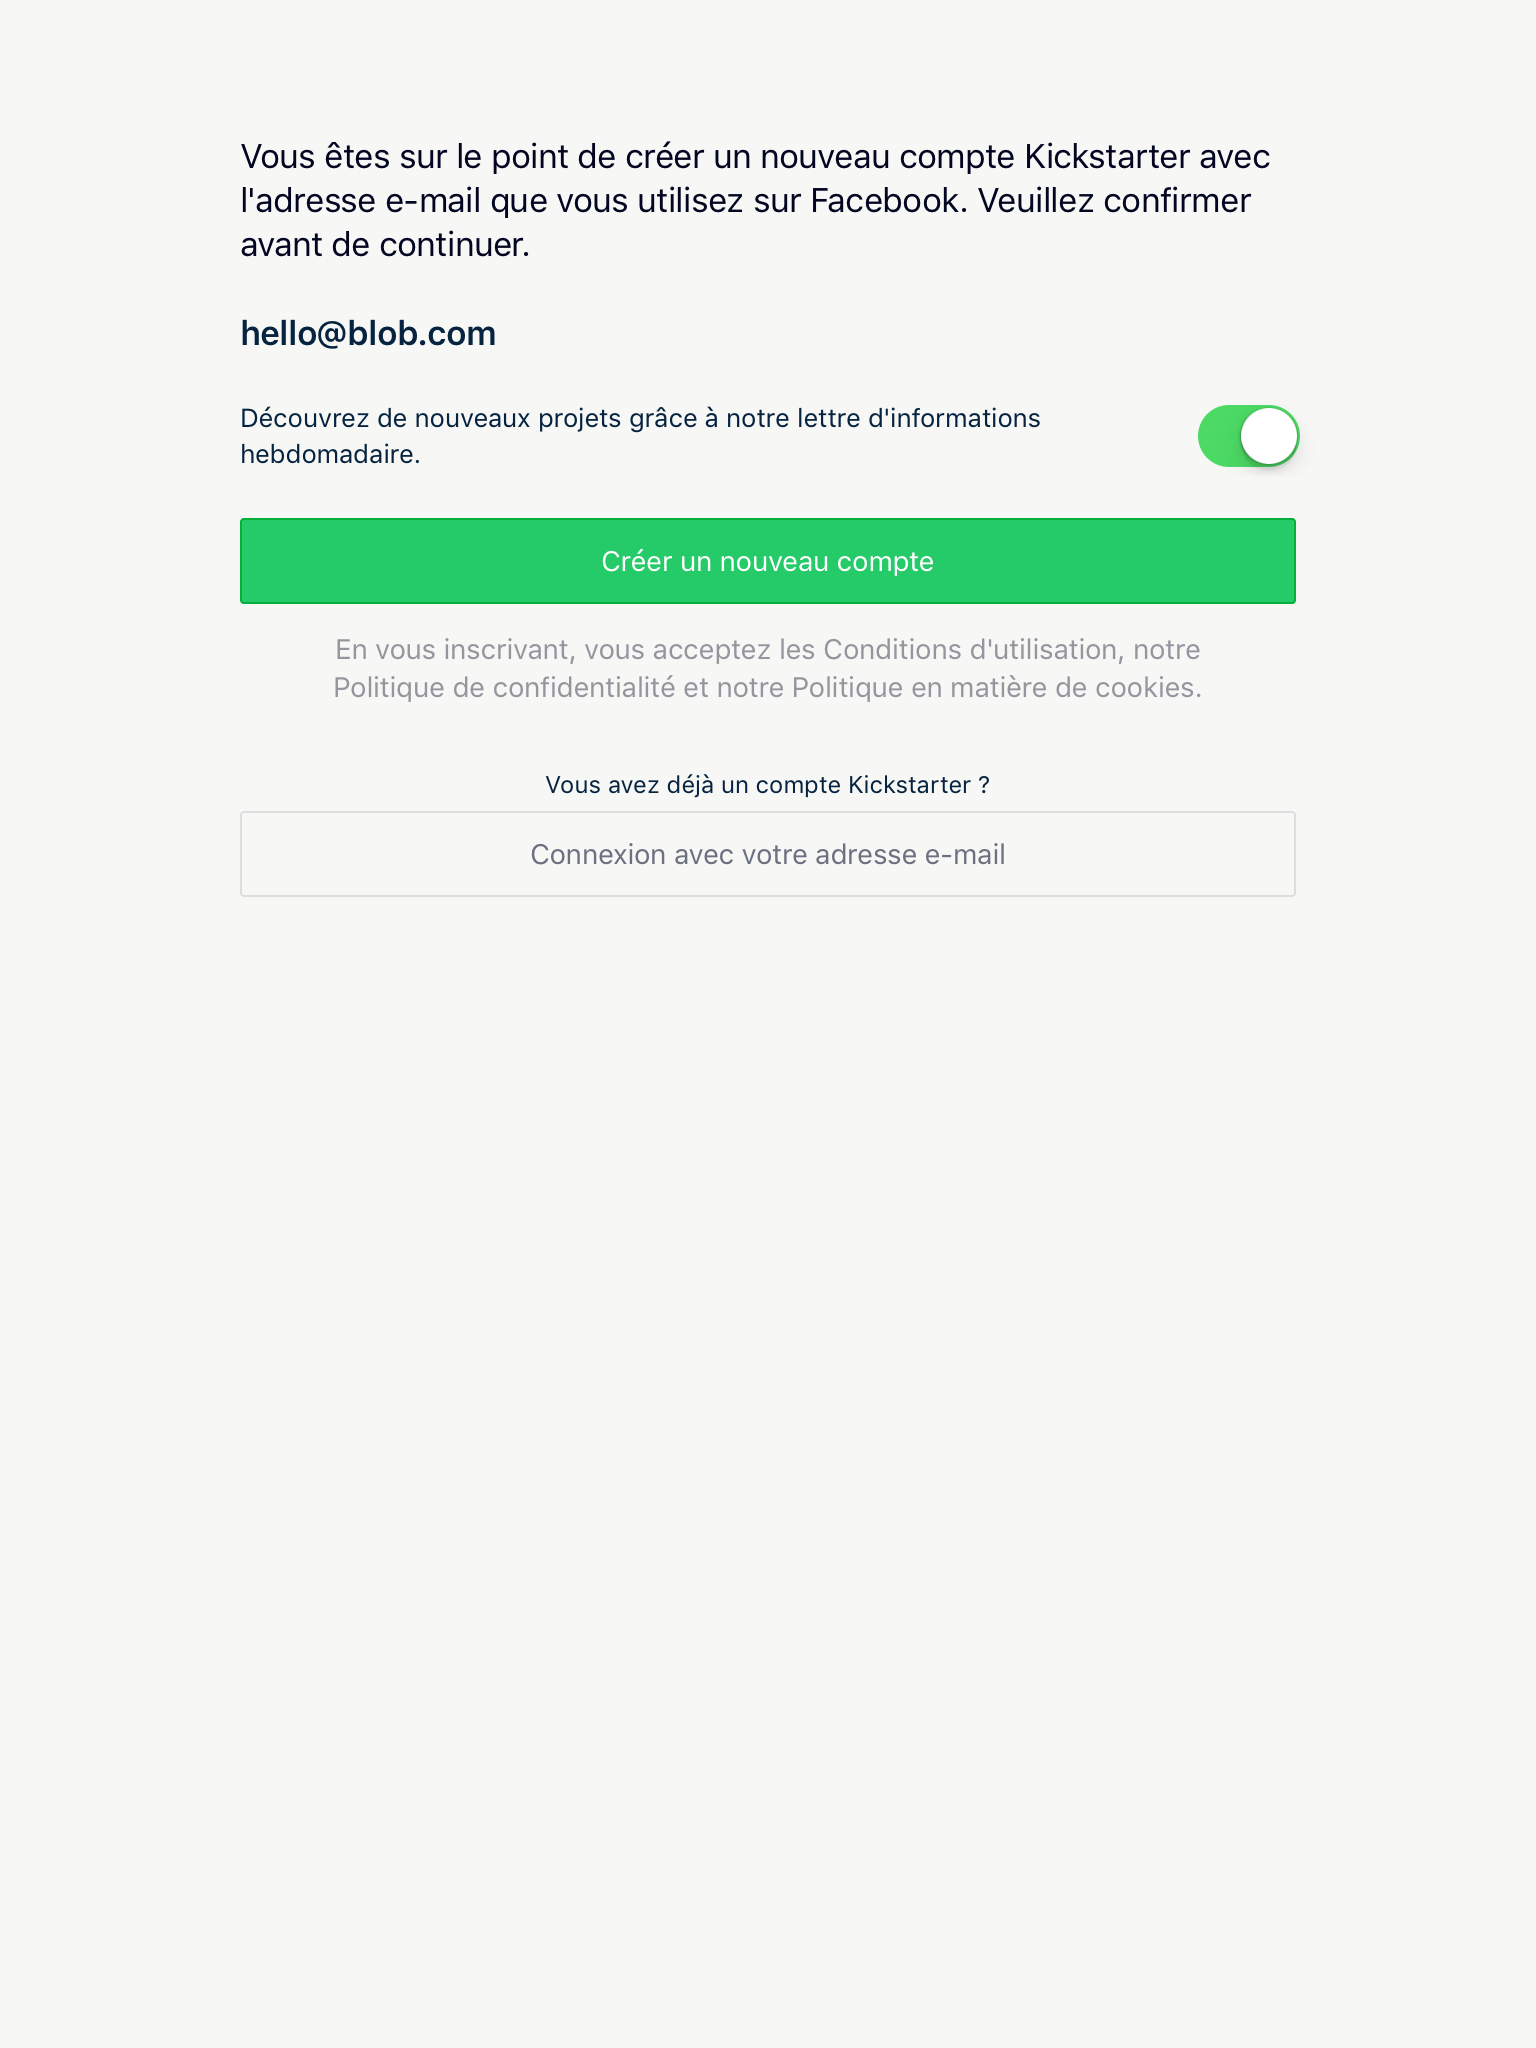 Vous êtes sur le point de créer un nouveau compte Kickstarter avec
l'adresse e-mail que vous utilisez sur Facebook. Veuillez confirmer
avant de continuer.
hello@blob.com
Découvrez de nouveaux projets grâce à notre lettre d'informations
hebdomadaire.
Créer un nouveau compte
En vous inscrivant, vous acceptez les Conditions d'utilisation, notre
Politique de confidentialité et notre Politique en matière de cookies.
Vous avez déjà un compte Kickstarter ?
Connexion avec votre adresse e-mail